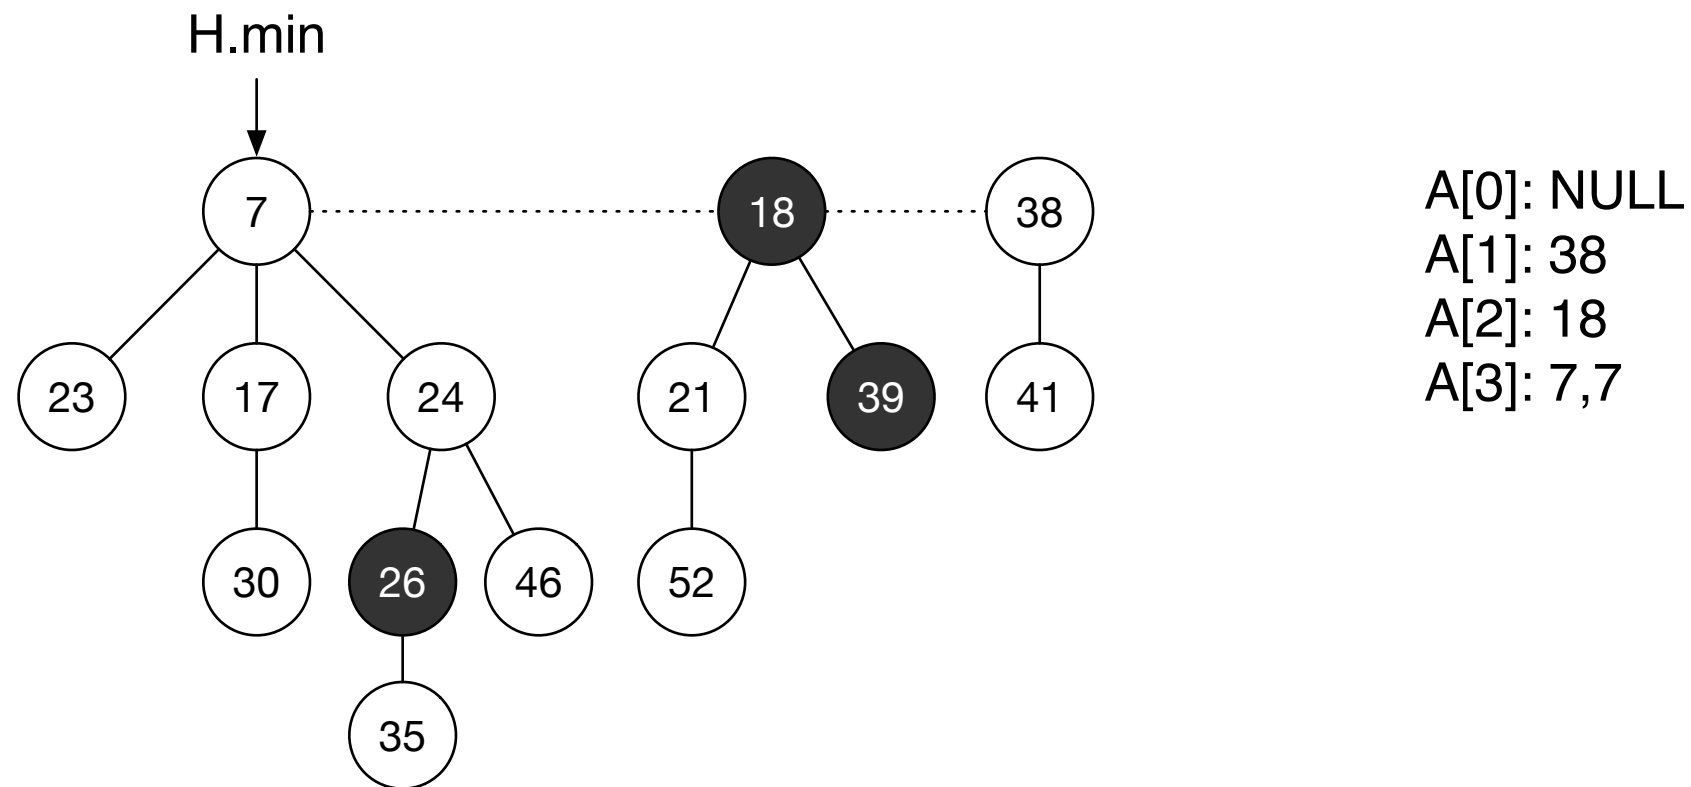 H.min
7 18 38
A[0]: NULL
A[1]: 38
A[2]: 18
A[3]: 7,7
23 17 24 21 39 41
30 26 46 52
35